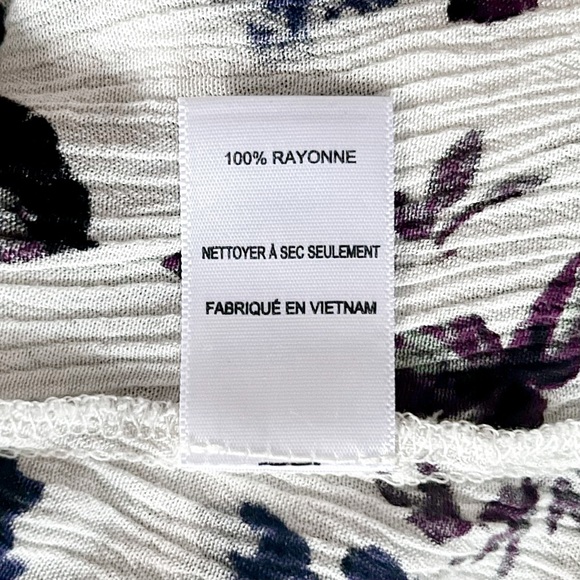 100% RAYONNE
NETTOYER À SEC SEULEMENT
FABRIQUÉ EN VIETNAM